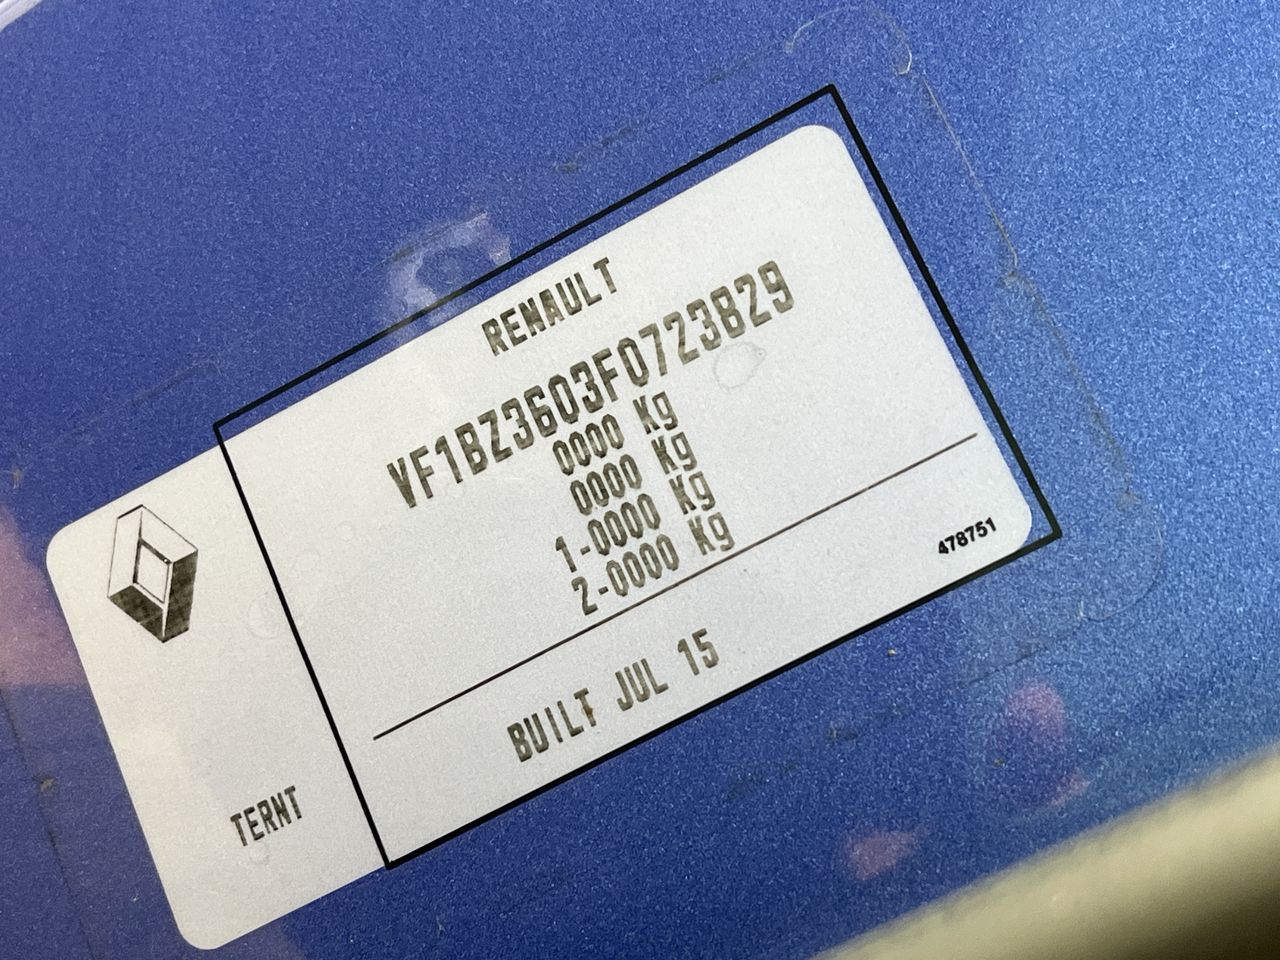 RENAULT
VF1BZ3603F0723829
0000 Kg
0000 Kg
1-0000 Kg
2-0000 Kg
478751
BUILT JUL 15
TERNT